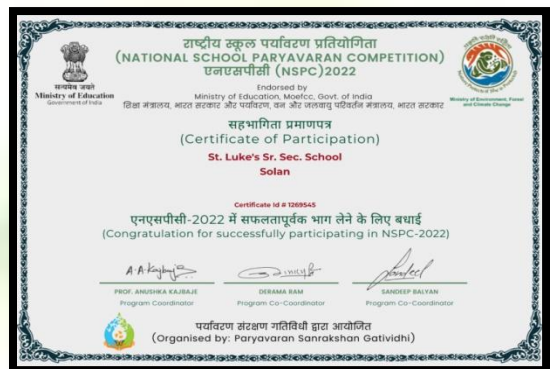 राष्ट्रीय स्कूल पर्यावरण प्रतियोगिता
(NATIONAL SCHOOL PARYAVARAN COMPETITION)
एनएसपीसी (NSPC)2022
सत्यमेव जयते
Ministry of Education
Government of India
Endorsed by
Ministry of Education, Moefcc, Govt. of India
शिक्षा मंत्रालय, भारत सरकार और पर्यावरण, वन और जलवायु परिवर्तन मंत्रालय, भारत सरकार
Ministry of Environment, Forest
and Climate Change
सहभागिता प्रमाणपत्र
(Certificate of Participation)
St. Luke's Sr. Sec. School
Solan
Certificate Id # 1269545
एनएसपीसी-2022 में सफलतापूर्वक भाग लेने के लिए बधाई
(Congratulation for successfully participating in NSPC-2022)
PROF. ANUSHKA KAJBAJE
Program Coordinator
DERAMA RAM
Program Co-Coordinator
SANDEEP BALYAN
Program Co-Coordinator
पर्यावरण संरक्षण गतिविधी द्वारा आयोजित
(Organised by: Paryavaran Sanrakshan Gatividhi)